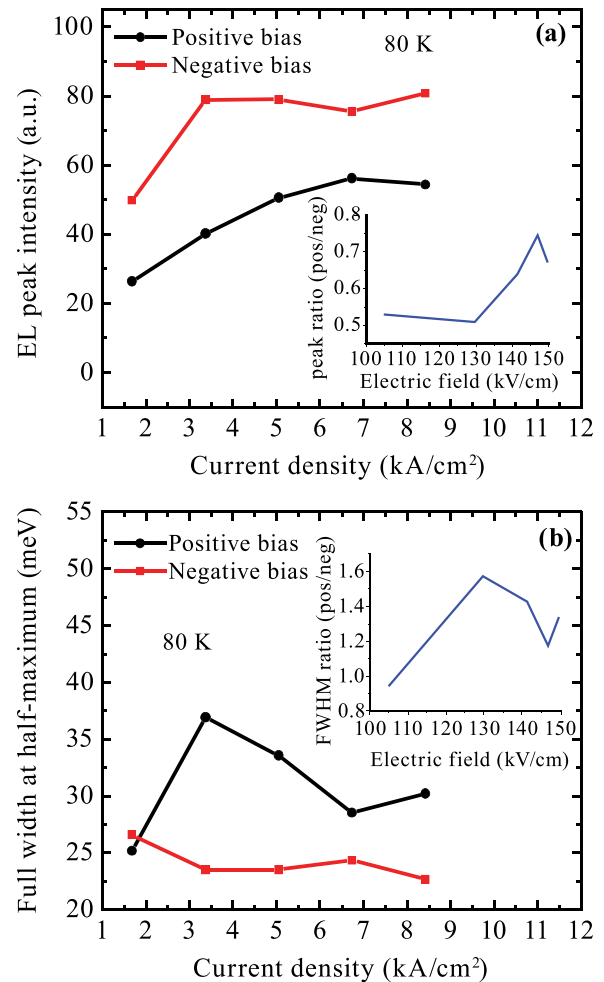 Positive bias
Negative bias
80 K
(a)
EL peak intensity (a.u.)
100
80
60
40
20
0
1 2 3 4 5 6 7 8 9 10 11 12
Current density (kA/cm²)
peak ratio (pos/neg)
0.8
0.7
0.6
0.5
100 110 120 130 140 150
Electric field (kV/cm)
Positive bias
Negative bias
80 K
(b)
Full width at half-maximum (meV)
55
50
45
40
35
30
25
20
1 2 3 4 5 6 7 8 9 10 11 12
Current density (kA/cm²)
FWHM ratio (pos/neg)
1.6
1.4
1.2
1.0
0.8
100 110 120 130 140 150
Electric field (kV/cm)